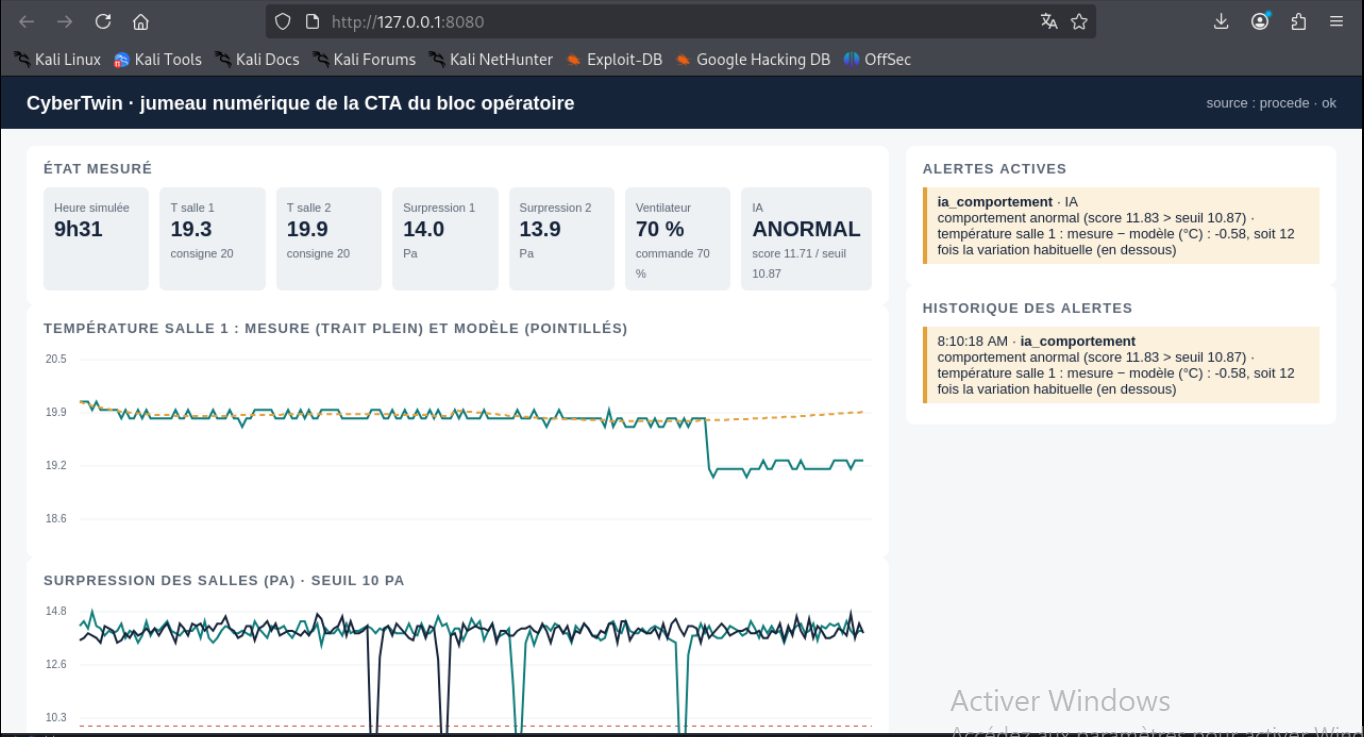 http://127.0.0.1:8080
Kali Linux Kali Tools Kali Docs Kali Forums Kali NetHunter Exploit-DB Google Hacking DB OffSec
CyberTwin · jumeau numérique de la CTA du bloc opératoire
source : procede · ok
ÉTAT MESURÉ
Heure simulée
9h31
T salle 1
19.3
consigne 20
T salle 2
19.9
consigne 20
Surpression 1
14.0
Pa
Surpression 2
13.9
Pa
Ventilateur
70 %
commande 70
%
IA
ANORMAL
score 11.71 / seuil
10.87
TEMPÉRATURE SALLE 1 : MESURE (TRAIT PLEIN) ET MODÈLE (POINTILLÉS)
20.5
19.9
19.2
18.6
SURPRESSION DES SALLES (PA) · SEUIL 10 PA
14.8
12.6
10.3
ALERTES ACTIVES
ia_comportement · IA
comportement anormal (score 11.83 > seuil 10.87) ·
température salle 1 : mesure − modèle (°C) : -0.58, soit 12
fois la variation habituelle (en dessous)
HISTORIQUE DES ALERTES
8:10:18 AM · ia_comportement
comportement anormal (score 11.83 > seuil 10.87) ·
température salle 1 : mesure − modèle (°C) : -0.58, soit 12
fois la variation habituelle (en dessous)
Activer Windows
Accédez aux paramètres pour activer Win